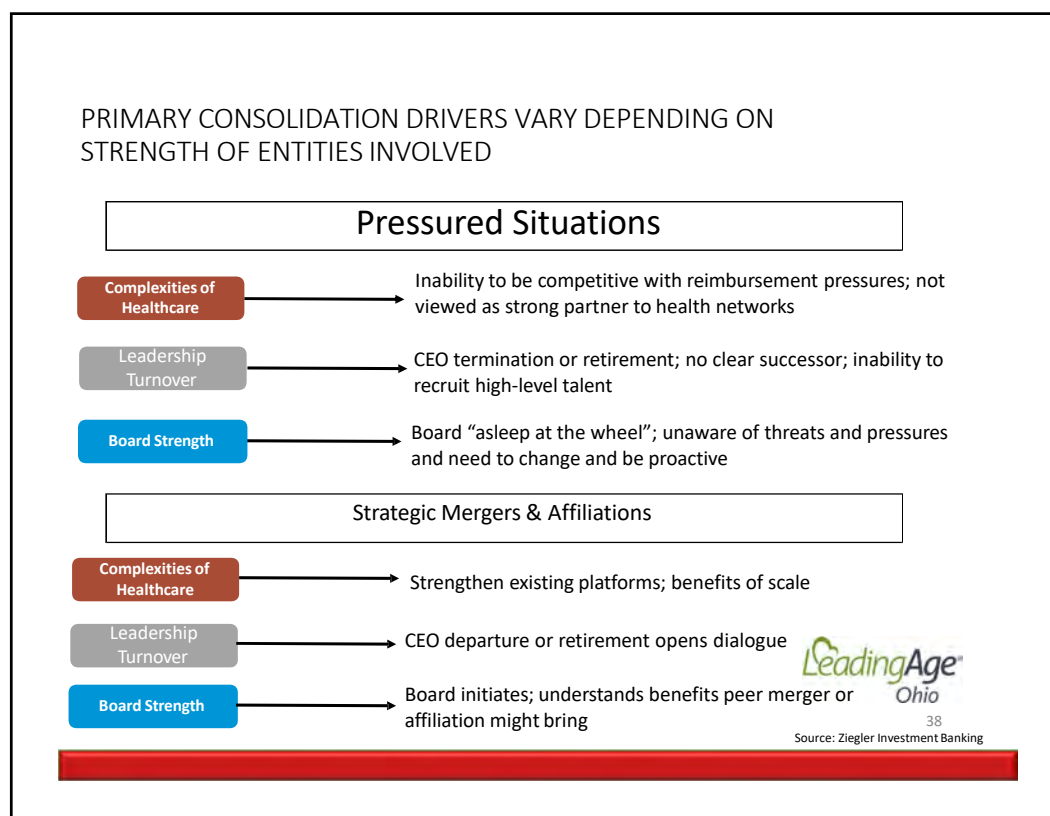 PRIMARY CONSOLIDATION DRIVERS VARY DEPENDING ON
STRENGTH OF ENTITIES INVOLVED
Pressured Situations
Complexities of
Healthcare
Inability to be competitive with reimbursement pressures; not
viewed as strong partner to health networks
Leadership
Turnover
CEO termination or retirement; no clear successor; inability to
recruit high-level talent
Board Strength
Board “asleep at the wheel”; unaware of threats and pressures
and need to change and be proactive
Strategic Mergers & Affiliations
Complexities of
Healthcare
Strengthen existing platforms; benefits of scale
Leadership
Turnover
CEO departure or retirement opens dialogue
Board Strength
Board initiates; understands benefits peer merger or
affiliation might bring
LeadingAge
Ohio
38
Source: Ziegler Investment Banking